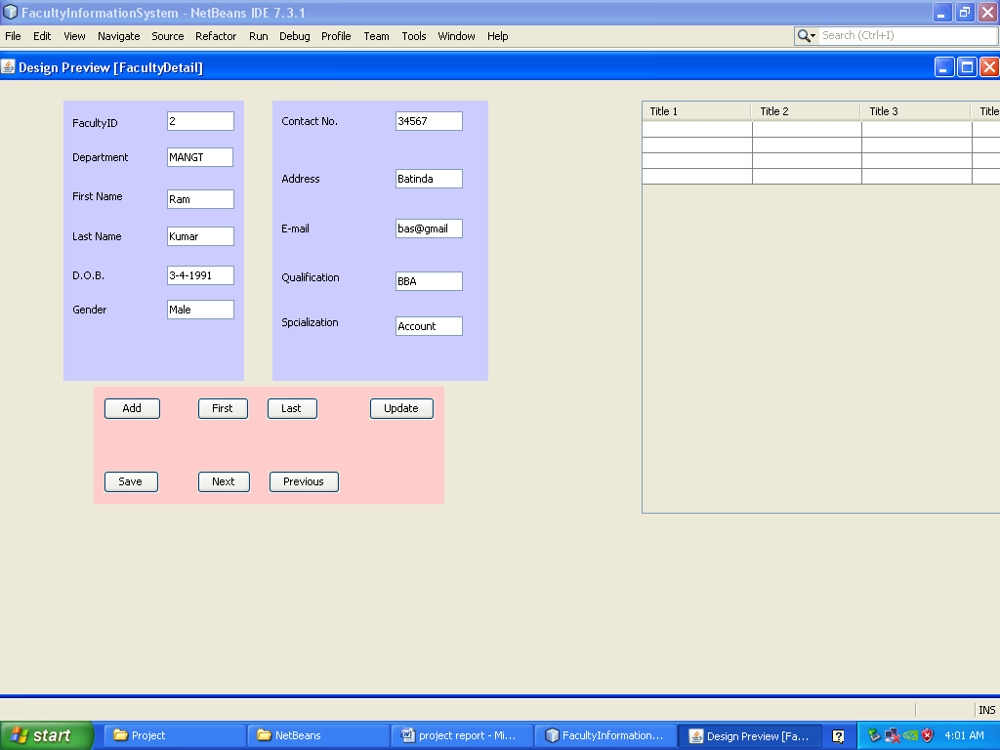 FacultyInformationSystem - NetBeans IDE 7.3.1
File Edit View Navigate Source Refactor Run Debug Profile Team Tools Window Help
Search (Ctrl+I)
Design Preview [FacultyDetail]
FacultyID 2
Department MANGT
First Name Ram
Last Name Kumar
D.O.B. 3-4-1991
Gender Male
Contact No. 34567
Address Batinda
E-mail bas@gmail
Qualification BBA
Spcialization Account
Title 1 Title 2 Title 3 Title
Add First Last Update
Save Next Previous
INS
start Project NetBeans project report - Mi... FacultyInformation... Design Preview [Fa... 4:01 AM